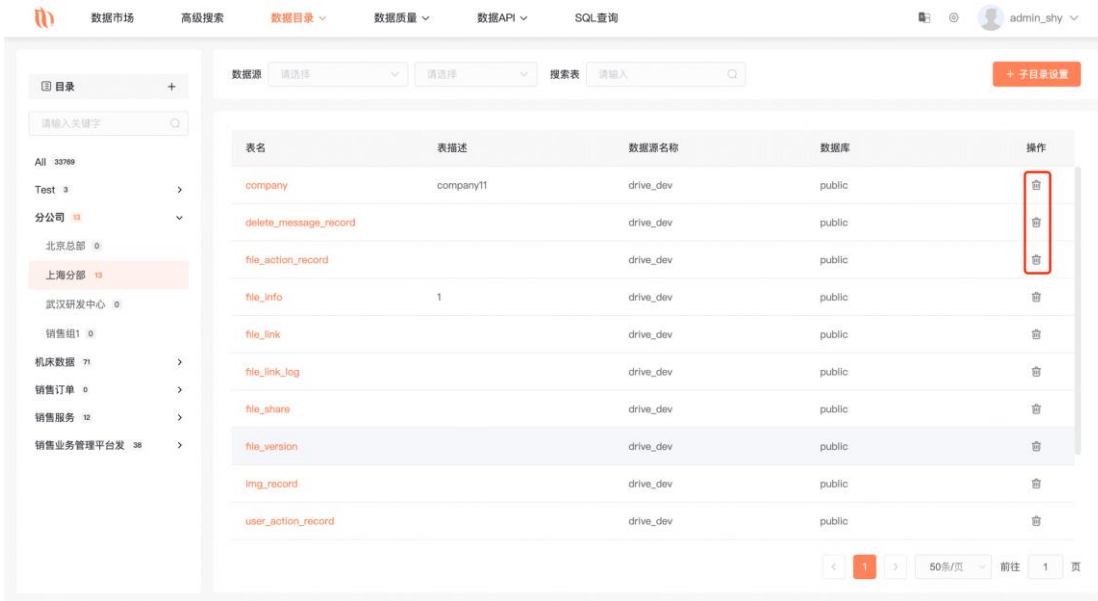 数据市场 高级搜索 数据目录 数据质量 数据API SQL查询 admin_shy
目录 +
请输入关键字
All 33769
Test 3
分公司 13
北京总部 0
上海分部 13
武汉研发中心 0
销售组1 0
机床数据 71
销售订单 0
销售服务 12
销售业务管理平台发 38
数据源 请选择 请选择 搜索表 请输入 + 子目录设置
表名 表描述 数据源名称 数据库 操作
company company11 drive_dev public
delete_message_record drive_dev public
file_action_record drive_dev public
file_info 1 drive_dev public
file_link drive_dev public
file_link_log drive_dev public
file_share drive_dev public
file_version drive_dev public
img_record drive_dev public
user_action_record drive_dev public
1 50条/页 前往 1 页